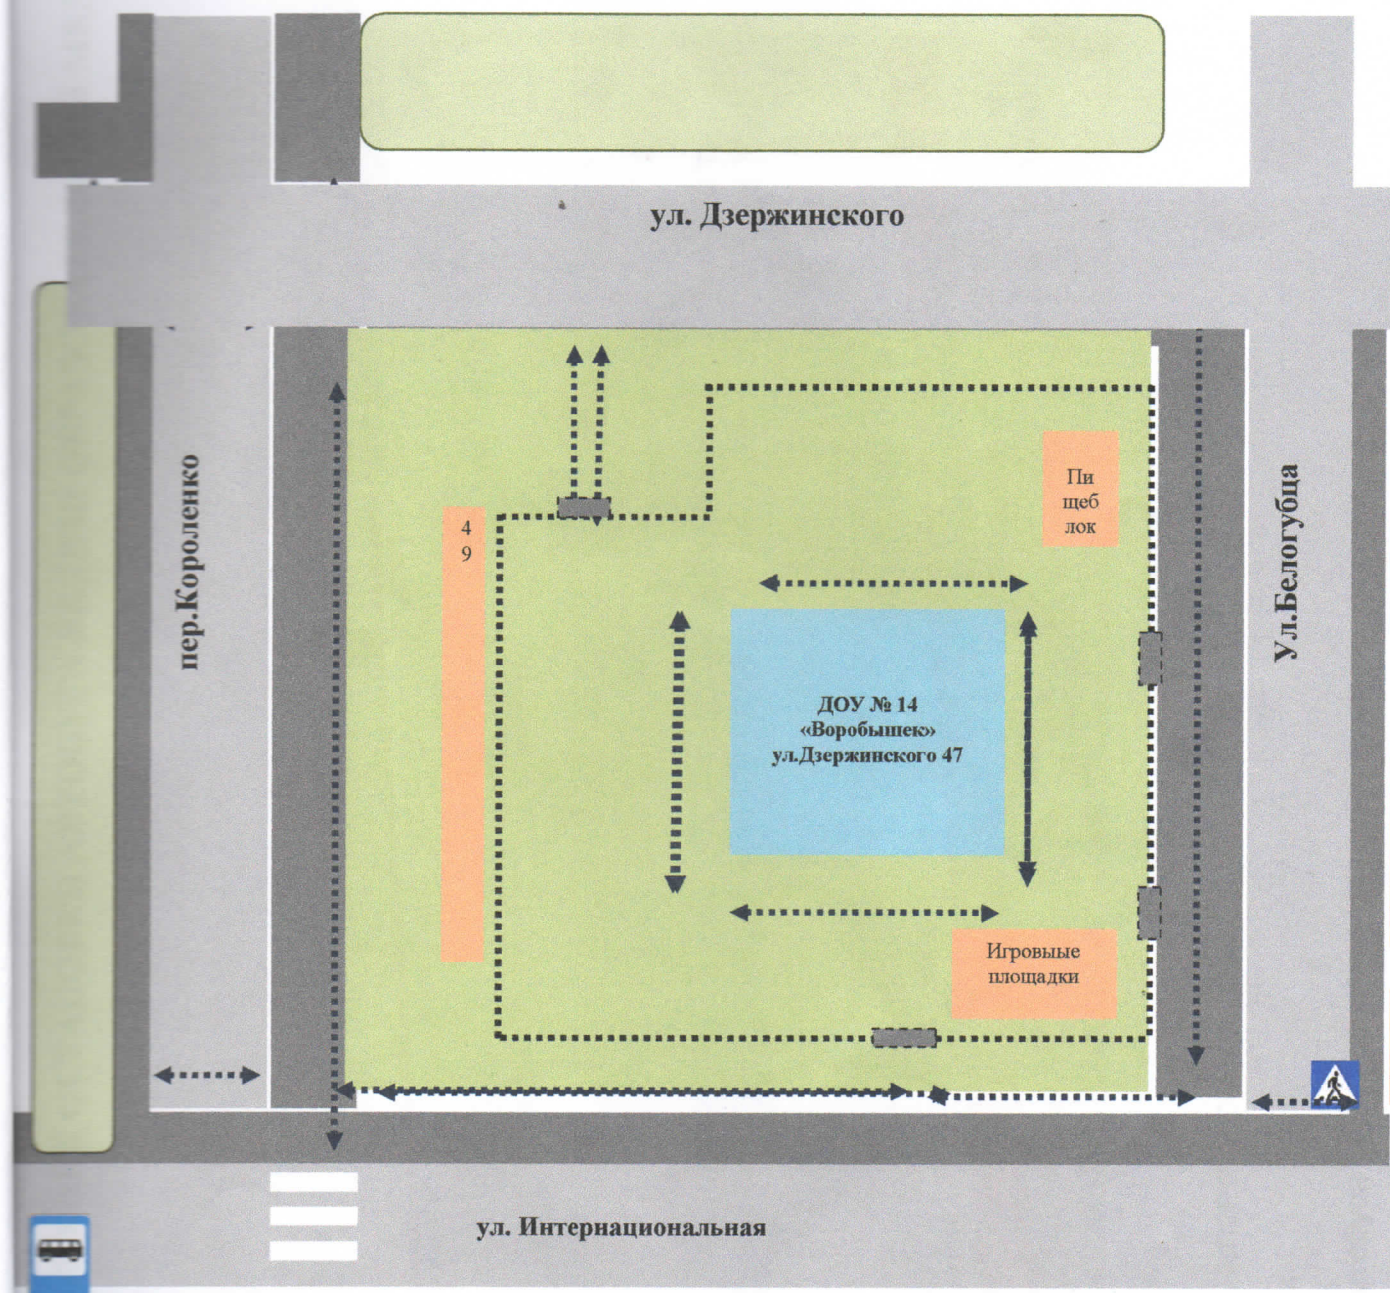 ул. Дзержинского
пер.Короленко
4
9
Пи
щеб
лок
Ул.Белогубца
ДОУ № 14
«Воробышек»
ул.Дзержинского 47
Игровыые
площадки
ул. Интернациональная